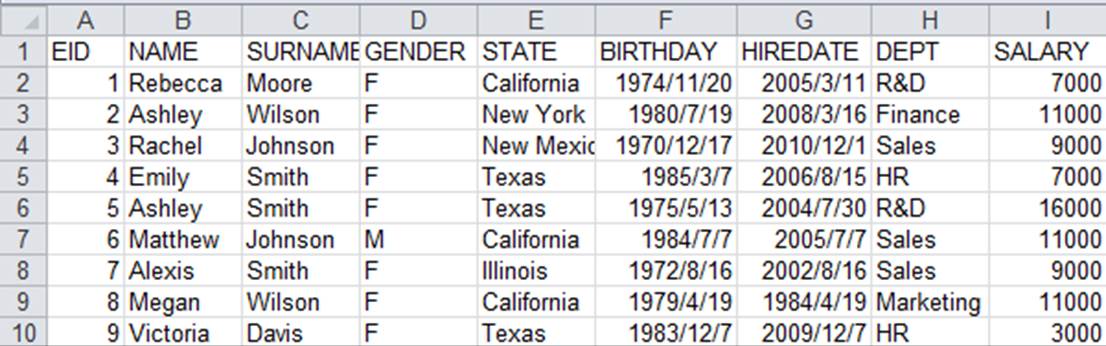 A B C D E F G H I
1 EID NAME SURNAME GENDER STATE BIRTHDAY HIREDATE DEPT SALARY
2 1 Rebecca Moore F California 1974/11/20 2005/3/11 R&D 7000
3 2 Ashley Wilson F New York 1980/7/19 2008/3/16 Finance 11000
4 3 Rachel Johnson F New Mexic 1970/12/17 2010/12/1 Sales 9000
5 4 Emily Smith F Texas 1985/3/7 2006/8/15 HR 7000
6 5 Ashley Smith F Texas 1975/5/13 2004/7/30 R&D 16000
7 6 Matthew Johnson M California 1984/7/7 2005/7/7 Sales 11000
8 7 Alexis Smith F Illinois 1972/8/16 2002/8/16 Sales 9000
9 8 Megan Wilson F California 1979/4/19 1984/4/19 Marketing 11000
10 9 Victoria Davis F Texas 1983/12/7 2009/12/7 HR 3000